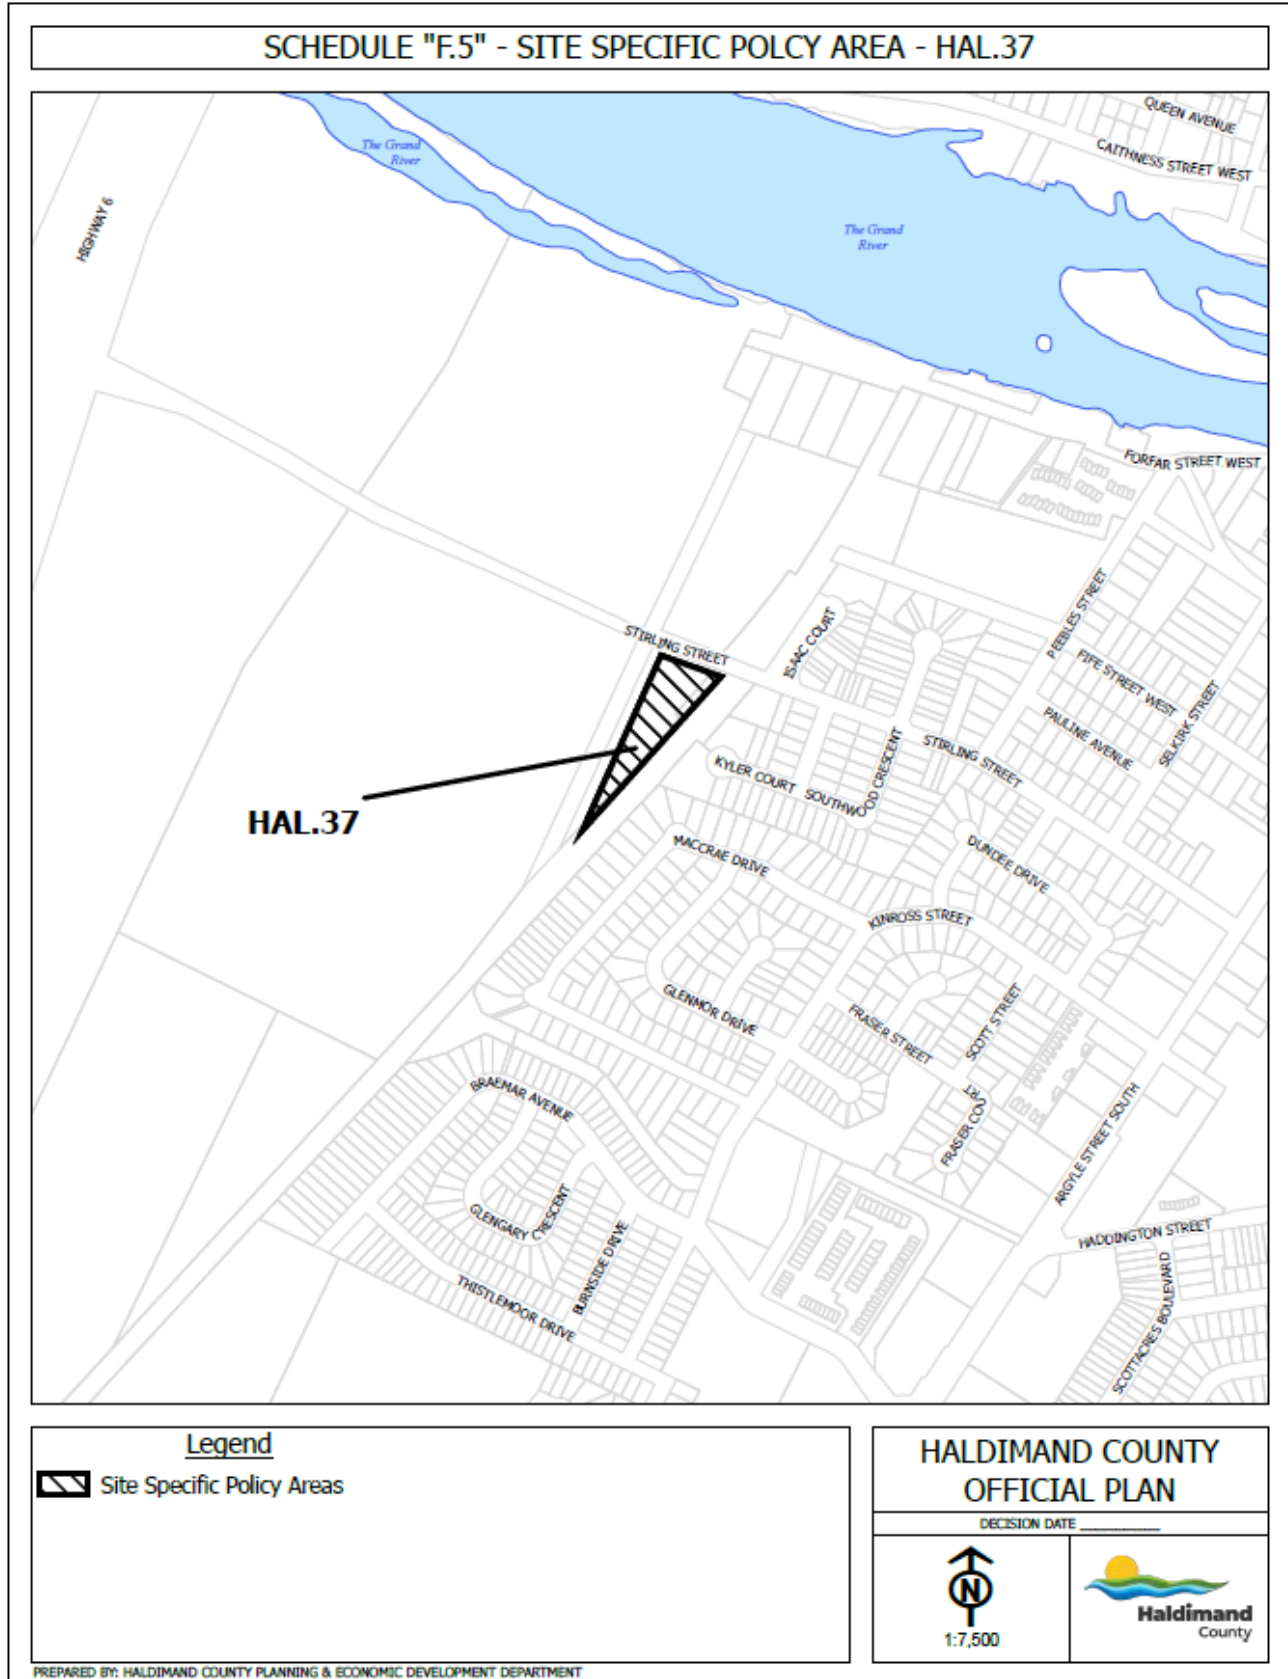 SCHEDULE "F.5" - SITE SPECIFIC POLCY AREA - HAL.37
QUEEN AVENUE
CAITHNESS STREET WEST
The Grand
River
HIGHWAY 6
The Grand
River
FORFAR STREET WEST
PEEBLES STREET
ISAAC COURT
STIRLING STREET
FIFE STREET WEST
SELKIRK STREET
PAULINE AVENUE
STIRLING STREET
KYLER COURT
SOUTHWOOD CRESCENT
HAL.37
MACCRAE DRIVE
DUNDEE DRIVE
KINROSS STREET
GLENMOR DRIVE
FRASER STREET
SCOTT STREET
BRAEMAR AVENUE
FRASER COURT
ARGYLE STREET SOUTH
GLENGARY CRESCENT
BURNSIDE DRIVE
HADDINGTON STREET
THISTLEMOOR DRIVE
SCOTTACRES BOULEVARD
Legend
Site Specific Policy Areas
HALDIMAND COUNTY
OFFICIAL PLAN
DECISION DATE __________
N
1:7,500
Haldimand
County
PREPARED BY: HALDIMAND COUNTY PLANNING & ECONOMIC DEVELOPMENT DEPARTMENT